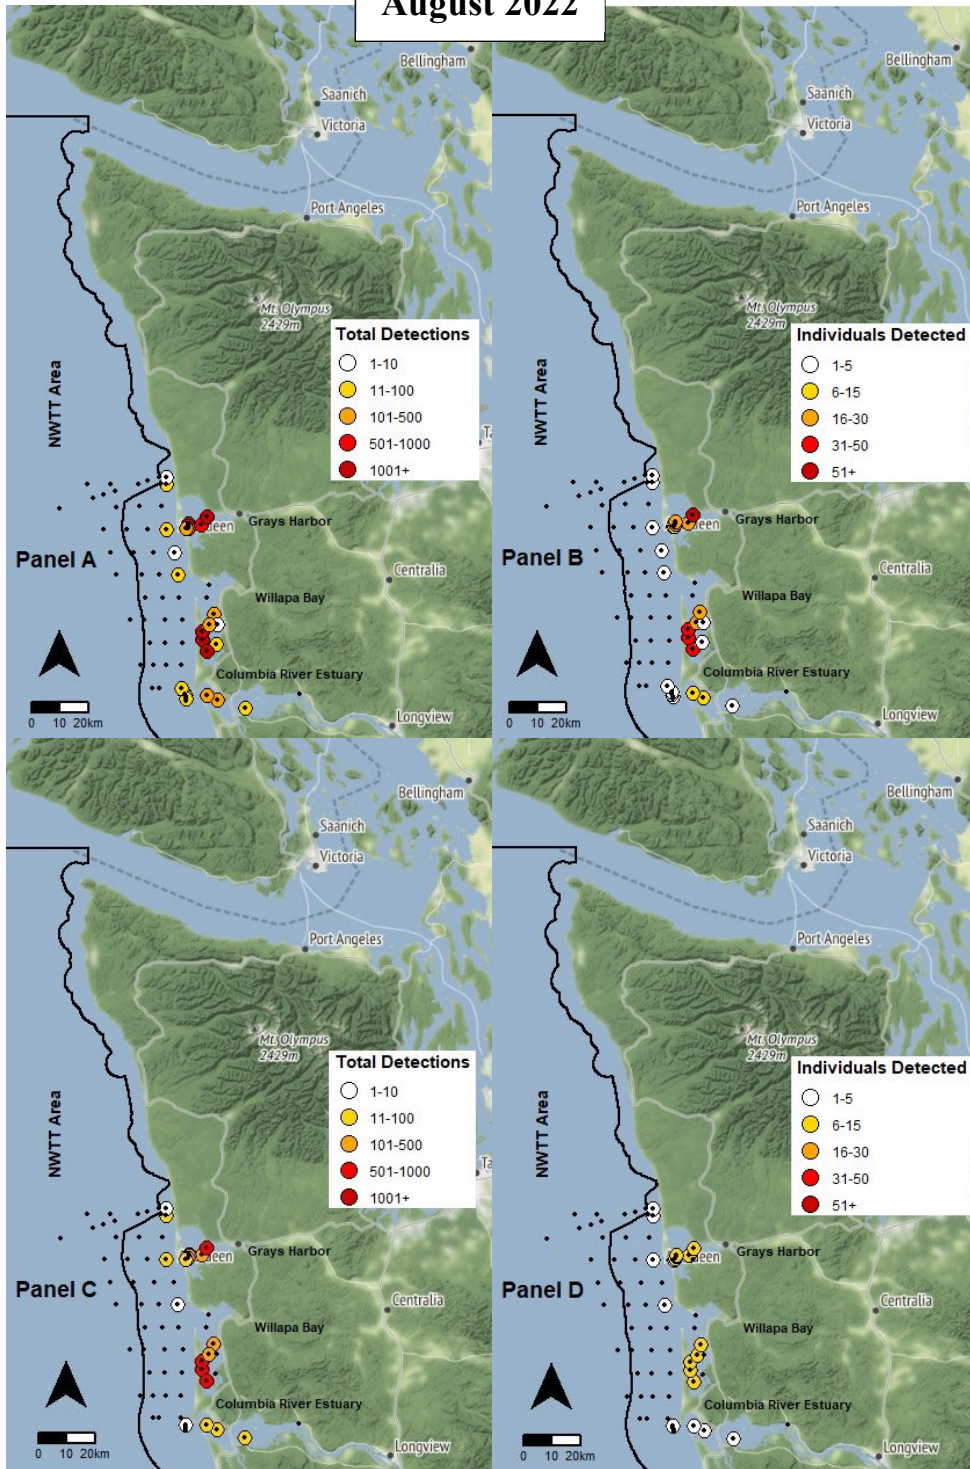 August 2022
Bellingham
Saanich
Victoria
Port Angeles
Mt. Olympus
2429m
NWTT Area
Total Detections
1-10
11-100
101-500
501-1000
1001+
Ta
Grays Harbor
een
Panel A
Centralia
Willapa Bay
Columbia River Estuary
0 10 20km
Longview
Bellingham
Saanich
Victoria
Port Angeles
Mt. Olympus
2429m
NWTT Area
Individuals Detected
1-5
6-15
16-30
31-50
51+
Grays Harbor
een
Panel B
Centralia
Willapa Bay
Columbia River Estuary
0 10 20km
Longview
Bellingham
Saanich
Victoria
Port Angeles
Mt. Olympus
2429m
NWTT Area
Total Detections
1-10
11-100
101-500
501-1000
1001+
Ta
Grays Harbor
een
Panel C
Centralia
Willapa Bay
Columbia River Estuary
0 10 20km
Longview
Bellingham
Saanich
Victoria
Port Angeles
Mt. Olympus
2429m
NWTT Area
Individuals Detected
1-5
6-15
16-30
31-50
51+
Grays Harbor
een
Panel D
Centralia
Willapa Bay
Columbia River Estuary
0 10 20km
Longview